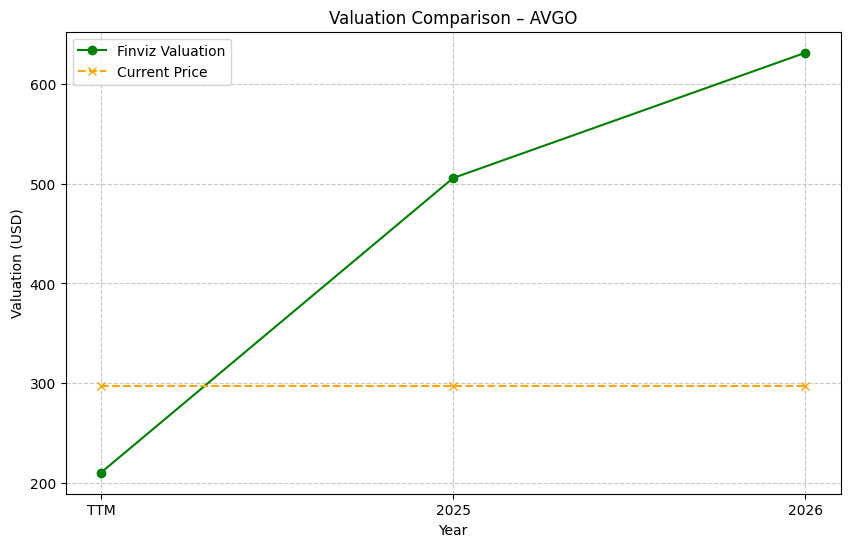 Valuation Comparison – AVGO
Finviz Valuation
Current Price
600
500
400
300
200
Valuation (USD)
TTM
2025
2026
Year